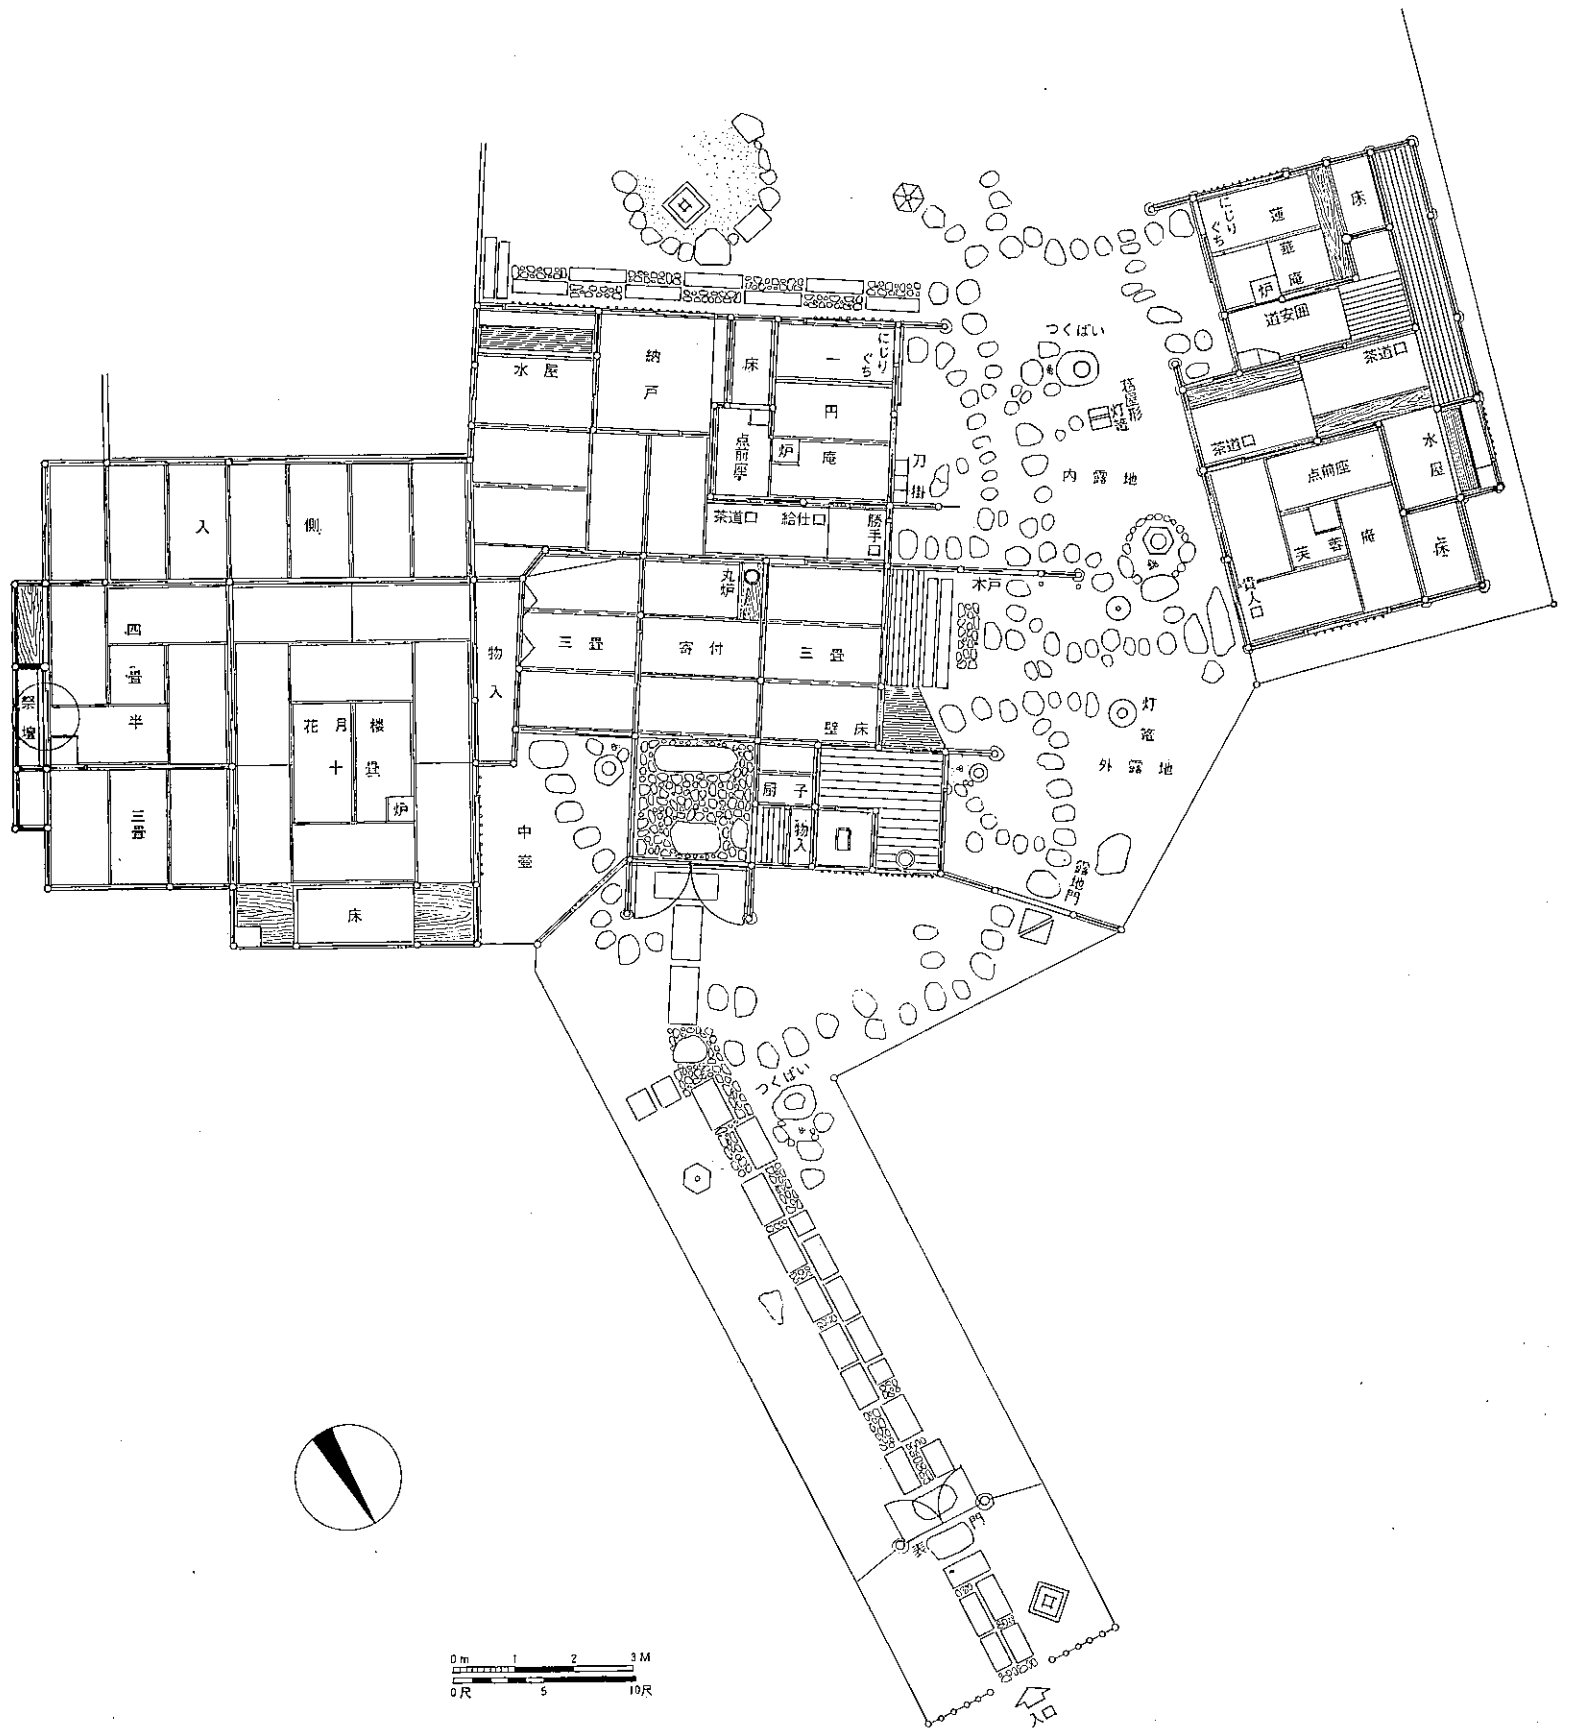 にじりぐち
蓮華庵
床
炉
道安囲
茶道口
茶道口
水屋
点前座
芙蓉庵
床
貴人口
つくばい
灯籠
内露地
水屋
納戸
床
一円庵
にじりぐち
点前座
炉
刀掛
茶道口
給仕口
勝手口
木戸
入側
丸炉
三畳
寄付
三畳
物入
壁床
四畳半
祭壇
三畳
花月楼
十畳
炉
床
中壷
厨子
物入
灯篭
外露地
露地門
つくばい
表門
入口
0m 1 2 3M
0尺 5 10尺